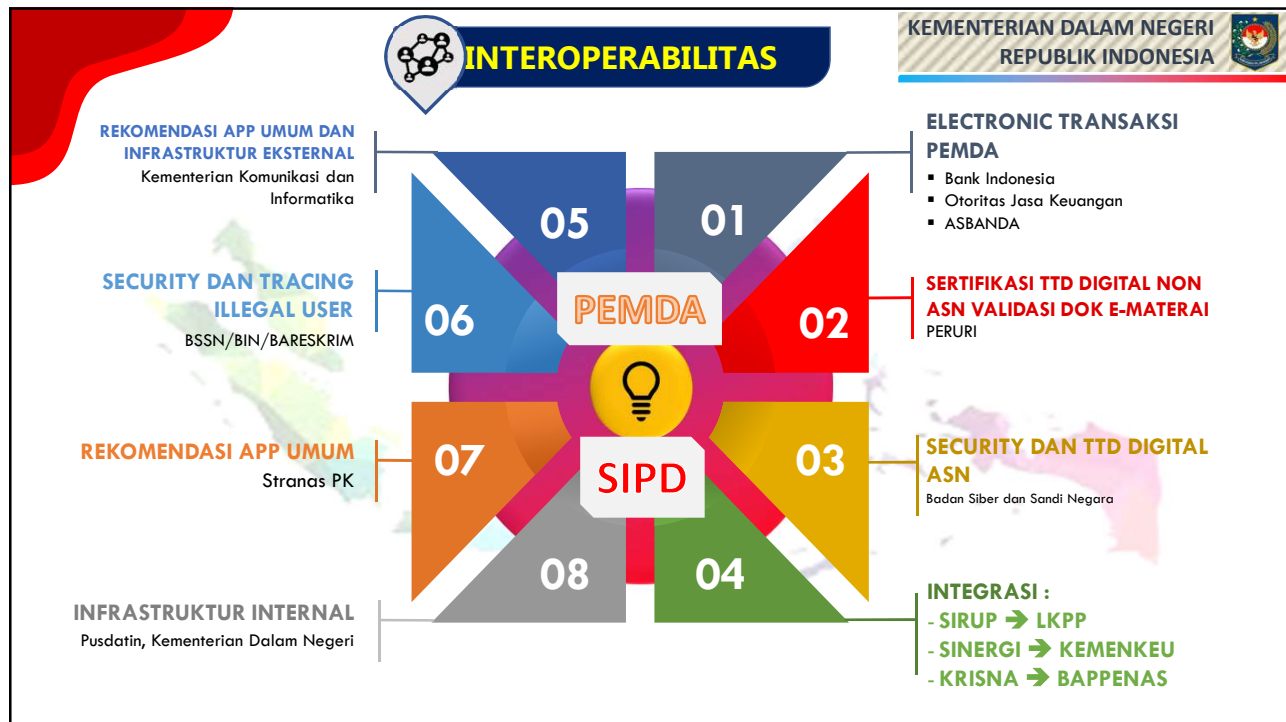 INTEROPERABILITAS
KEMENTERIAN DALAM NEGERI
REPUBLIK INDONESIA
REKOMENDASI APP UMUM DAN
INFRASTRUKTUR EKSTERNAL
Kementerian Komunikasi dan
Informatika
SECURITY DAN TRACING
ILLEGAL USER
BSSN/BIN/BARESKRIM
REKOMENDASI APP UMUM
Stranas PK
INFRASTRUKTUR INTERNAL
Pusdatin, Kementerian Dalam Negeri
05
01
06
02
PEMDA
07
03
SIPD
08
04
ELECTRONIC TRANSAKSI
PEMDA
▪ Bank Indonesia
▪ Otoritas Jasa Keuangan
▪ ASBANDA
SERTIFIKASI TTD DIGITAL NON
ASN VALIDASI DOK E-MATERAI
PERURI
SECURITY DAN TTD DIGITAL
ASN
Badan Siber dan Sandi Negara
INTEGRASI :
- SIRUP ➔ LKPP
- SINERGI ➔ KEMENKEU
- KRISNA ➔ BAPPENAS